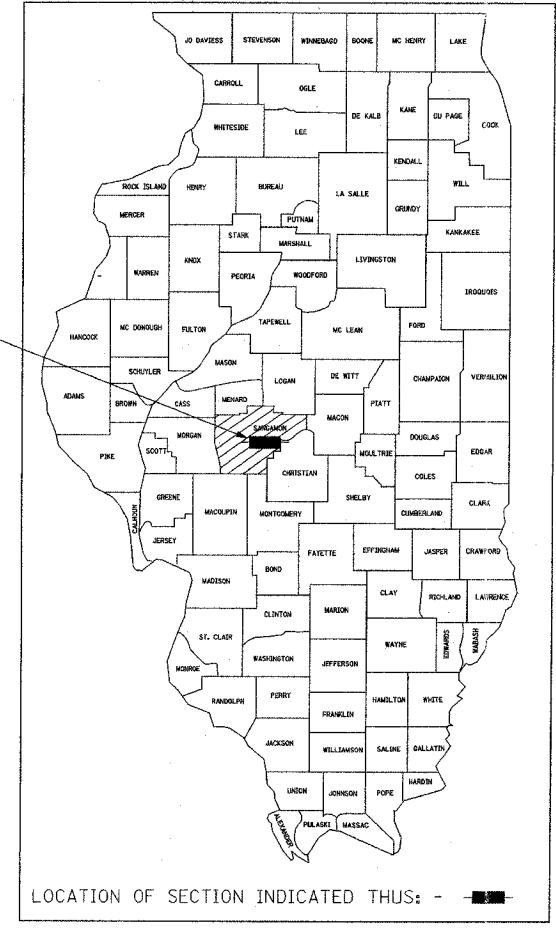 JO DAVIESS STEVENSON WINNEBAGO BOONE MC HENRY LAKE
CARROLL OGLE
DE KALB KANE DU PAGE COOK
WHITESIDE LEE
KENDALL
ROCK ISLAND HENRY BUREAU LA SALLE WILL
MERCER PUTNAM GRUNDY
STARK MARSHALL KANKAKEE
KNOX
WARREN PEORIA WOODFORD LIVINGSTON
IROQUOIS
TAPEWELL
HANCOCK MC DONOUGH FULTON MC LEAN FORD
MASON
SCHUYLER LOGAN DE WITT
ADAMS CHAMPAION VERMILION
BROWN CASS MENARD PIATT
MACON
SANGAMON
MORGAN DOUGLAS
PIKE SCOTT MOULTRIE EDGAR
CHRISTIAN COLES
SHELBY
GREENE CLARK
CALHOUN MACOUPIN MONTGOMERY CUMBERLAND
JERSEY
FAYETTE EFFINGHAM JASPER CRAWFORD
BOND
MADISON
CLAY RICHLAND LAWRENCE
CLINTON MARION
ST. CLAIR WAYNE EDWARDS WABASH
WASHINGTON JEFFERSON
MONROE
RANDOLPH PERRY HAMILTON WHITE
FRANKLIN
JACKSON WILLIAMSON SALINE GALLATIN
UNION JOHNSON POPE HARDIN
ALEXANDER PULASKI MASSAC
LOCATION OF SECTION INDICATED THUS: -